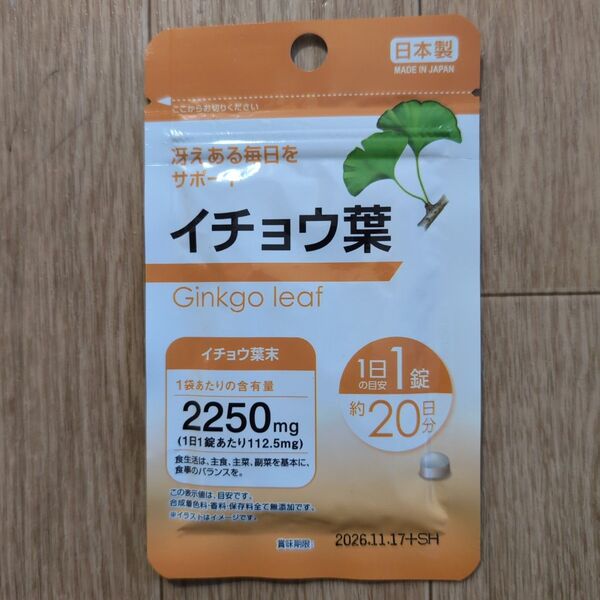 日本製
MADE IN JAPAN
ここからお切りください
冴えある毎日を
サポート
イチョウ葉
Ginkgo leaf
イチョウ葉末
1袋あたりの含有量
2250mg
(1日1錠あたり112.5mg)
食生活は、主食、主菜、副菜を基本に、
食事のバランスを。
1日の目安1錠
約20日分
この表示値は、目安です。
合成着色料・香料・保存料全て無添加です。
※イラストはイメージです。
賞味期限: 2026.11.17+SH